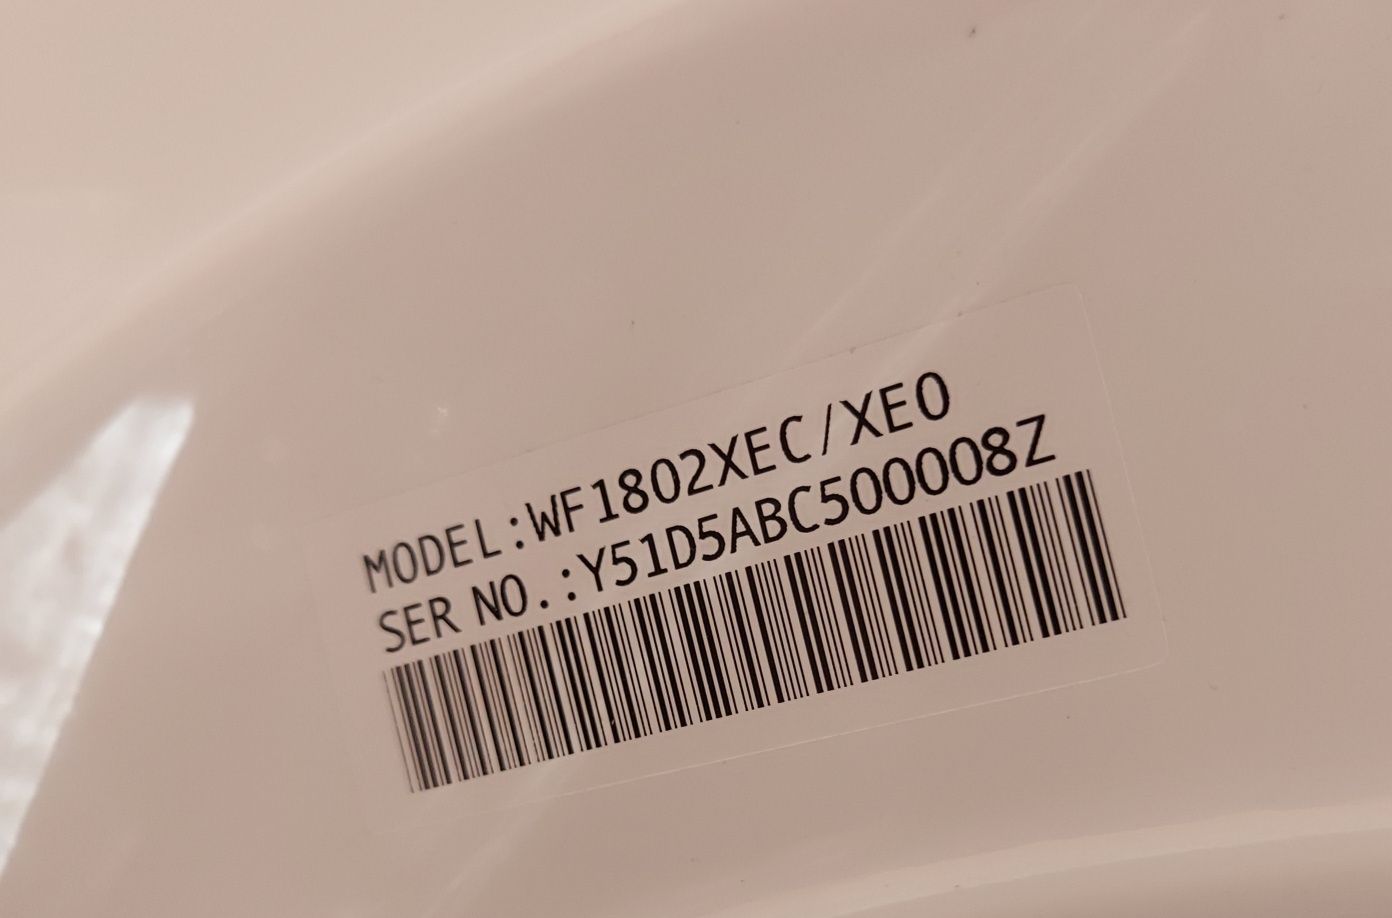 MODEL:WF1802XEC/XEO
SER NO.:Y51D5ABC500008Z